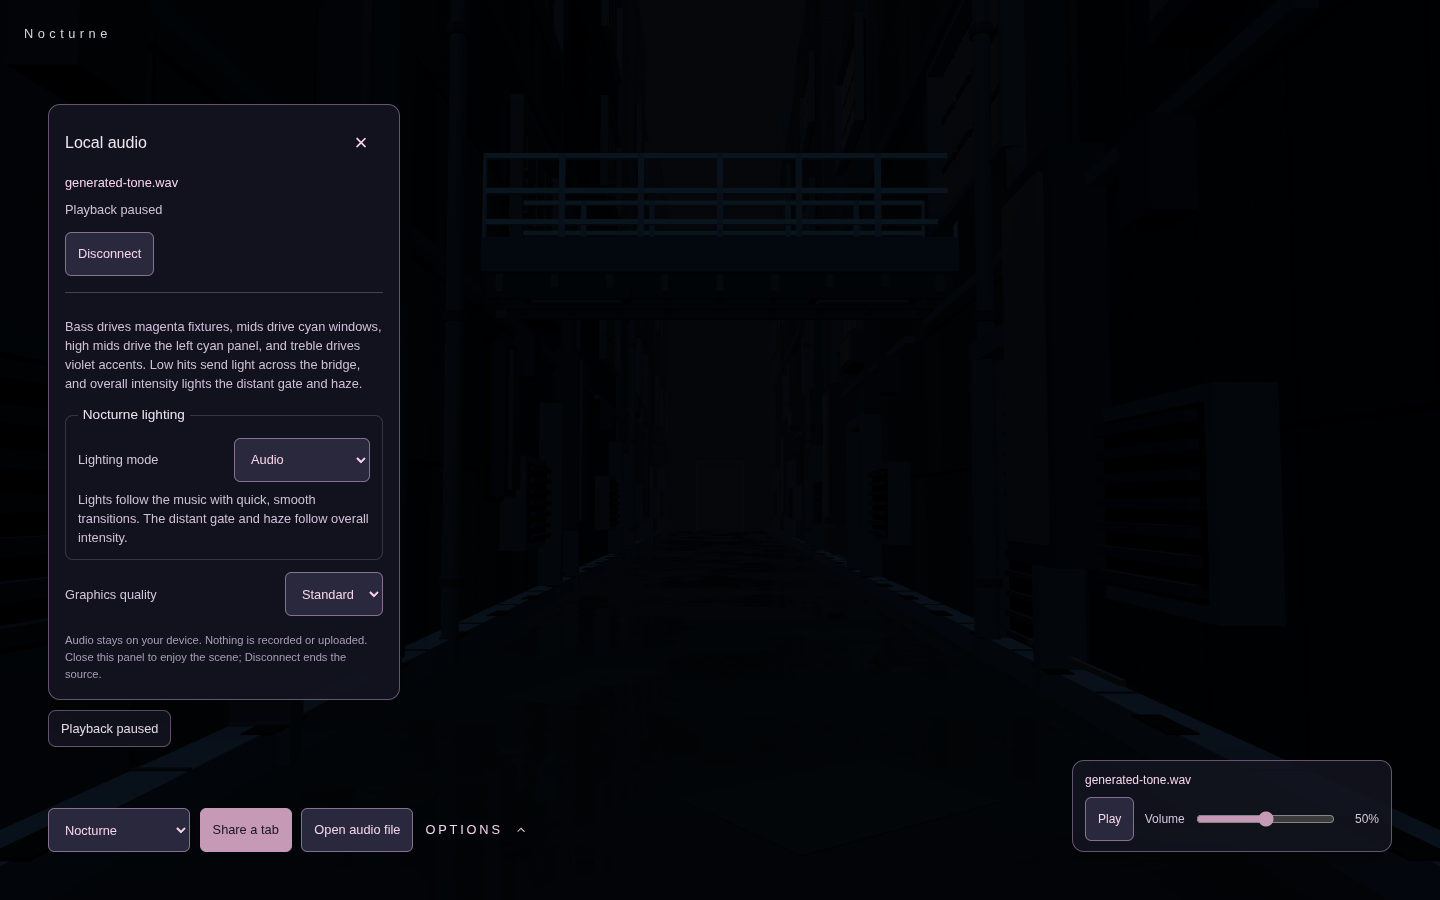 Nocturne
Local audio
✕
generated-tone.wav
Playback paused
Disconnect
Bass drives magenta fixtures, mids drive cyan windows,
high mids drive the left cyan panel, and treble drives
violet accents. Low hits send light across the bridge,
and overall intensity lights the distant gate and haze.
Nocturne lighting
Lighting mode
Audio
Lights follow the music with quick, smooth
transitions. The distant gate and haze follow overall
intensity.
Graphics quality
Standard
Audio stays on your device. Nothing is recorded or uploaded.
Close this panel to enjoy the scene; Disconnect ends the
source.
Playback paused
Nocturne
Share a tab
Open audio file
OPTIONS
generated-tone.wav
Play
Volume
50%